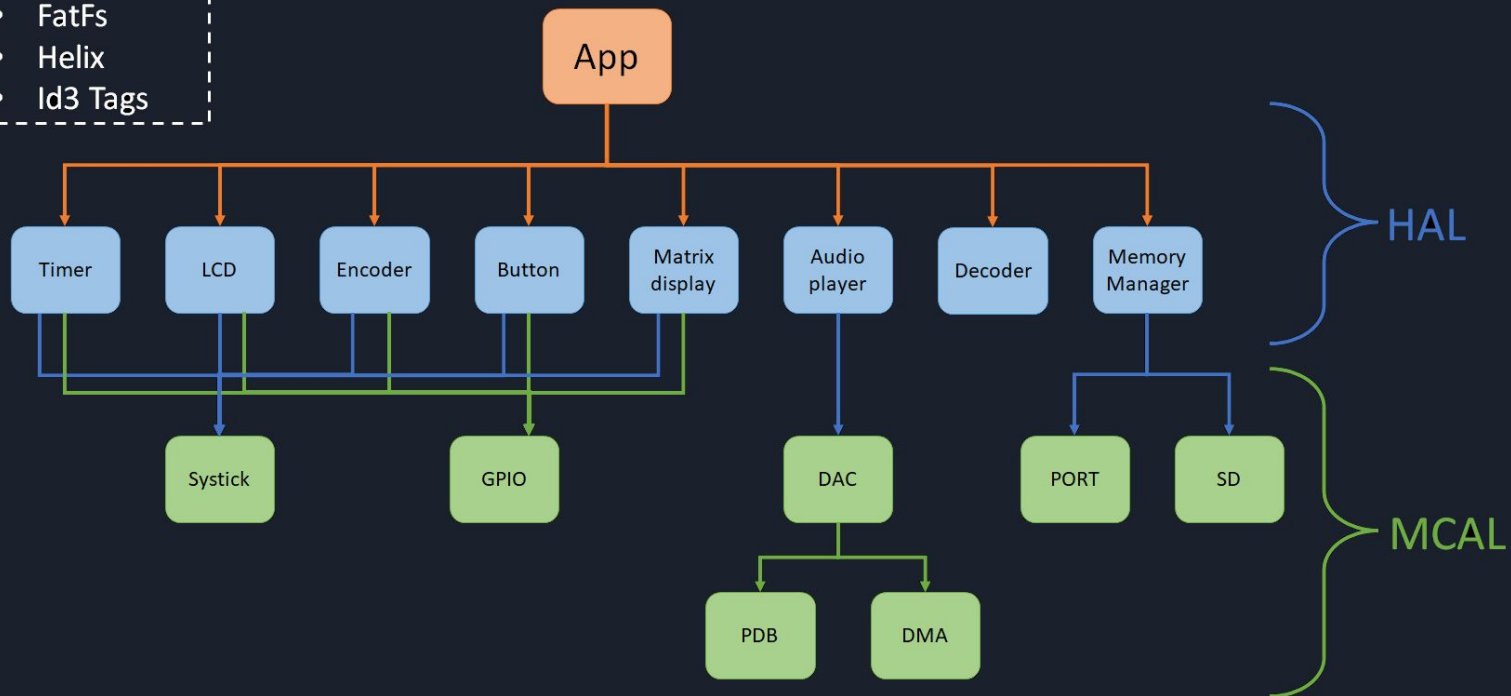 • FatFs
• Helix
• Id3 Tags
App
HAL
Timer
LCD
Encoder
Button
Matrix
display
Audio
player
Decoder
Memory
Manager
Systick
GPIO
DAC
PORT
SD
MCAL
PDB
DMA